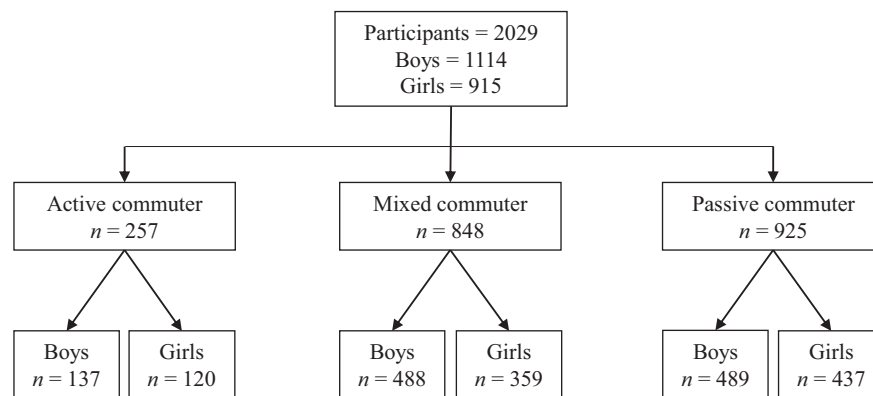 Participants = 2029
Boys = 1114
Girls = 915
Active commuter
n = 257
Mixed commuter
n = 848
Passive commuter
n = 925
Boys
n = 137
Girls
n = 120
Boys
n = 488
Girls
n = 359
Boys
n = 489
Girls
n = 437